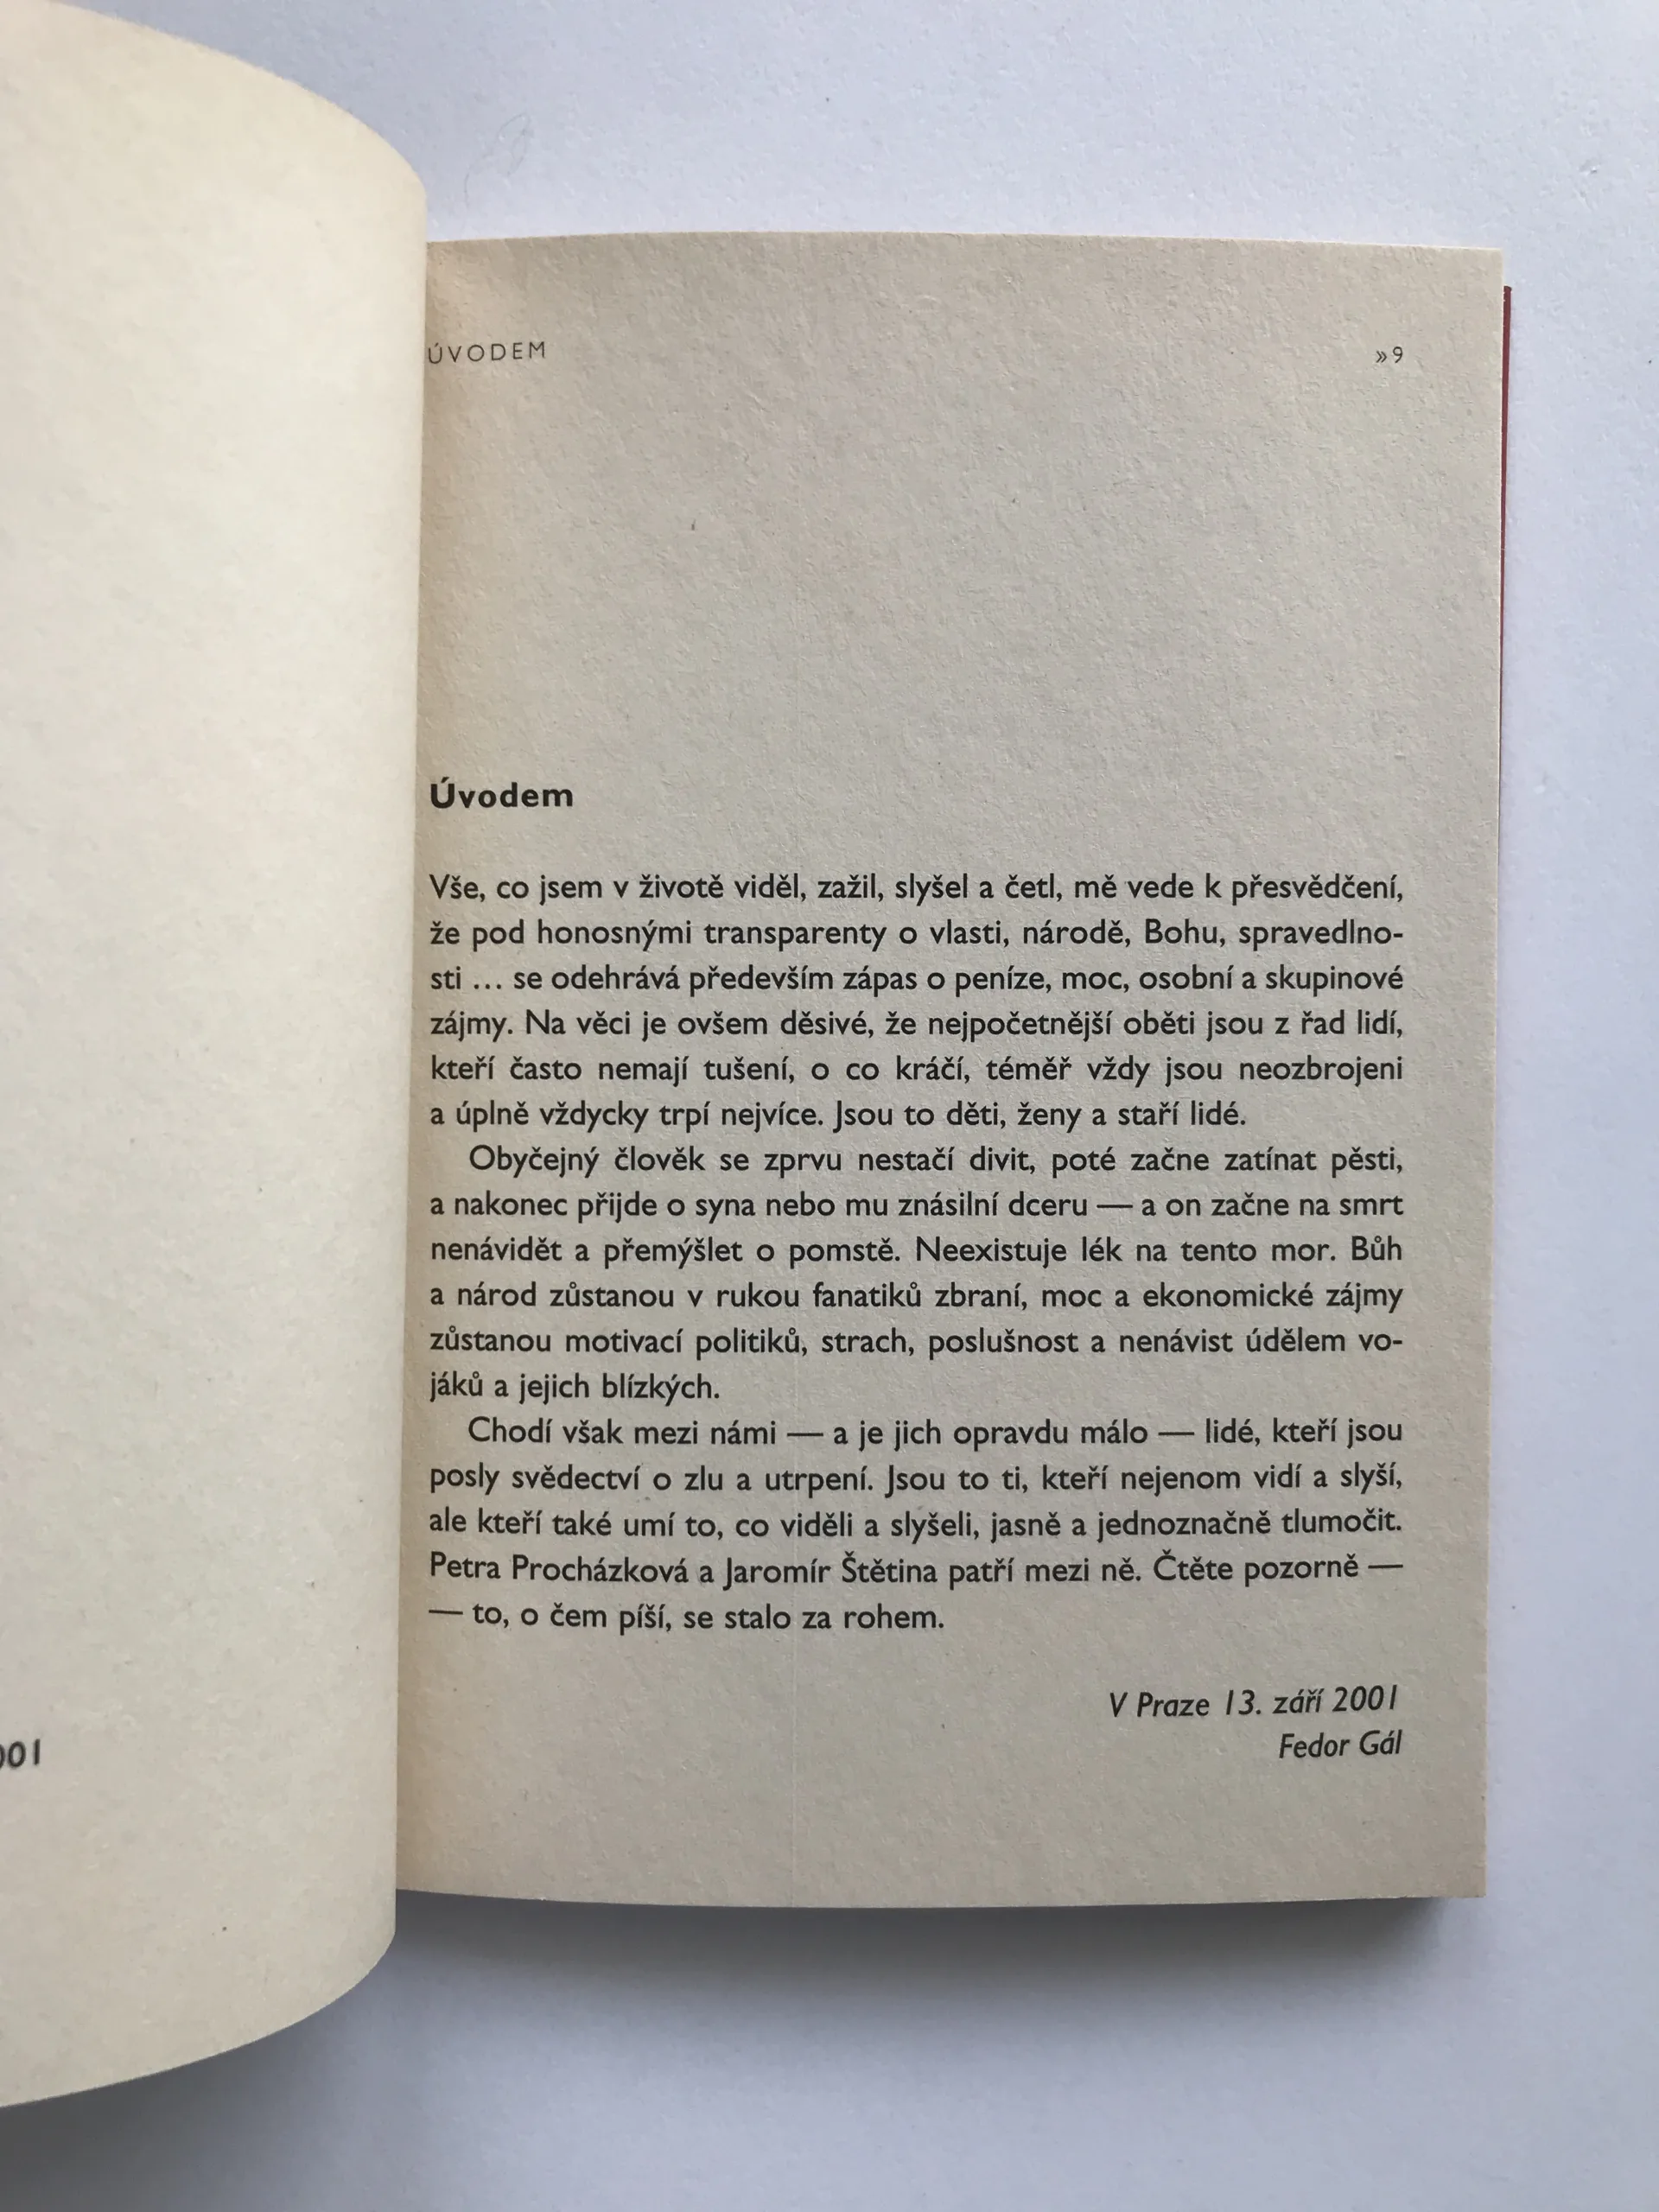 ÚVODEM
»9
Úvodem
Vše, co jsem v životě viděl, zažil, slyšel a četl, mě vede k přesvědčení,
že pod honosnými transparenty o vlasti, národě, Bohu, spravedlno-
sti ... se odehrává především zápas o peníze, moc, osobní a skupinové
zájmy. Na věci je ovšem děsivé, že nejpočetnější oběti jsou z řad lidí,
kteří často nemají tušení, o co kráčí, téměř vždy jsou neozbrojeni
a úplně vždycky trpí nejvíce. Jsou to děti, ženy a staří lidé.
Obyčejný člověk se zprvu nestačí divit, poté začne zatínat pěsti,
a nakonec přijde o syna nebo mu znásilní dceru — a on začne na smrt
nenávidět a přemýšlet o pomstě. Neexistuje lék na tento mor. Bůh
a národ zůstanou v rukou fanatiků zbraní, moc a ekonomické zájmy
zůstanou motivací politiků, strach, poslušnost a nenávist údělem vo-
jáků a jejich blízkých.
Chodí však mezi námi — a je jich opravdu málo — lidé, kteří jsou
posly svědectví o zlu a utrpení. Jsou to ti, kteří nejenom vidí a slyší,
ale kteří také umí to, co viděli a slyšeli, jasně a jednoznačně tlumočit.
Petra Procházková a Jaromír Štětina patří mezi ně. Čtěte pozorně —
— to, o čem píší, se stalo za rohem.
V Praze 13. září 2001
Fedor Gál